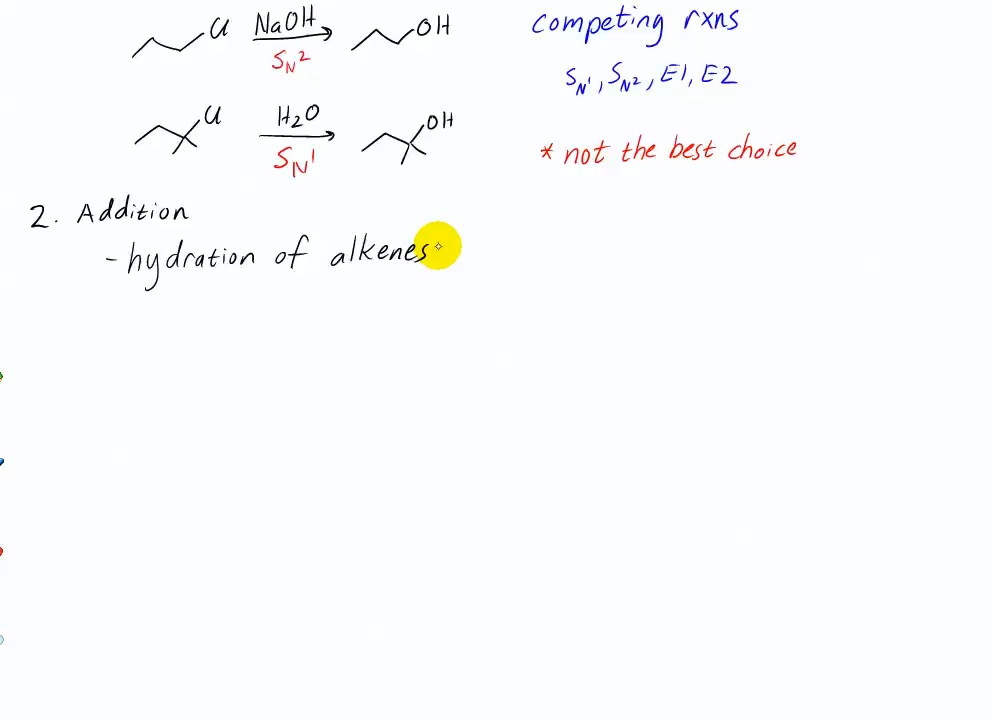 Cl NaOH OH
SN2
Cl H2O OH
SN1
competing rxns
SN1, SN2, E1, E2
* not the best choice
2. Addition
- hydration of alkenes